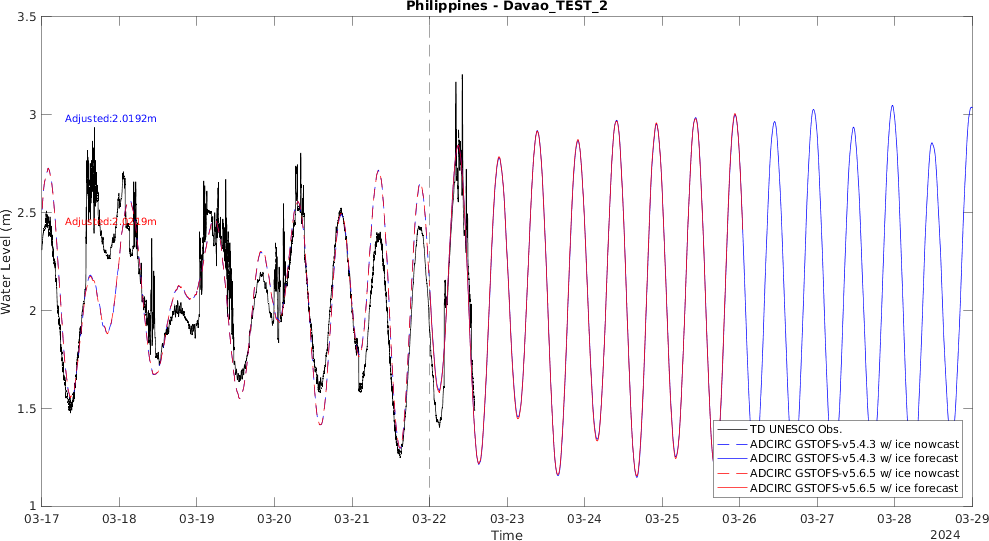 Philippines - Davao_TEST_2
3.5
3
2.5
2
1.5
1
Water Level (m)
Adjusted:2.0192m
Adjusted:2.0219m
TD UNESCO Obs.
ADCIRC GSTOFS-v5.4.3 w/ ice nowcast
ADCIRC GSTOFS-v5.4.3 w/ ice forecast
ADCIRC GSTOFS-v5.6.5 w/ ice nowcast
ADCIRC GSTOFS-v5.6.5 w/ ice forecast
03-17 03-18 03-19 03-20 03-21 03-22 03-23 03-24 03-25 03-26 03-27 03-28 03-29
Time
2024